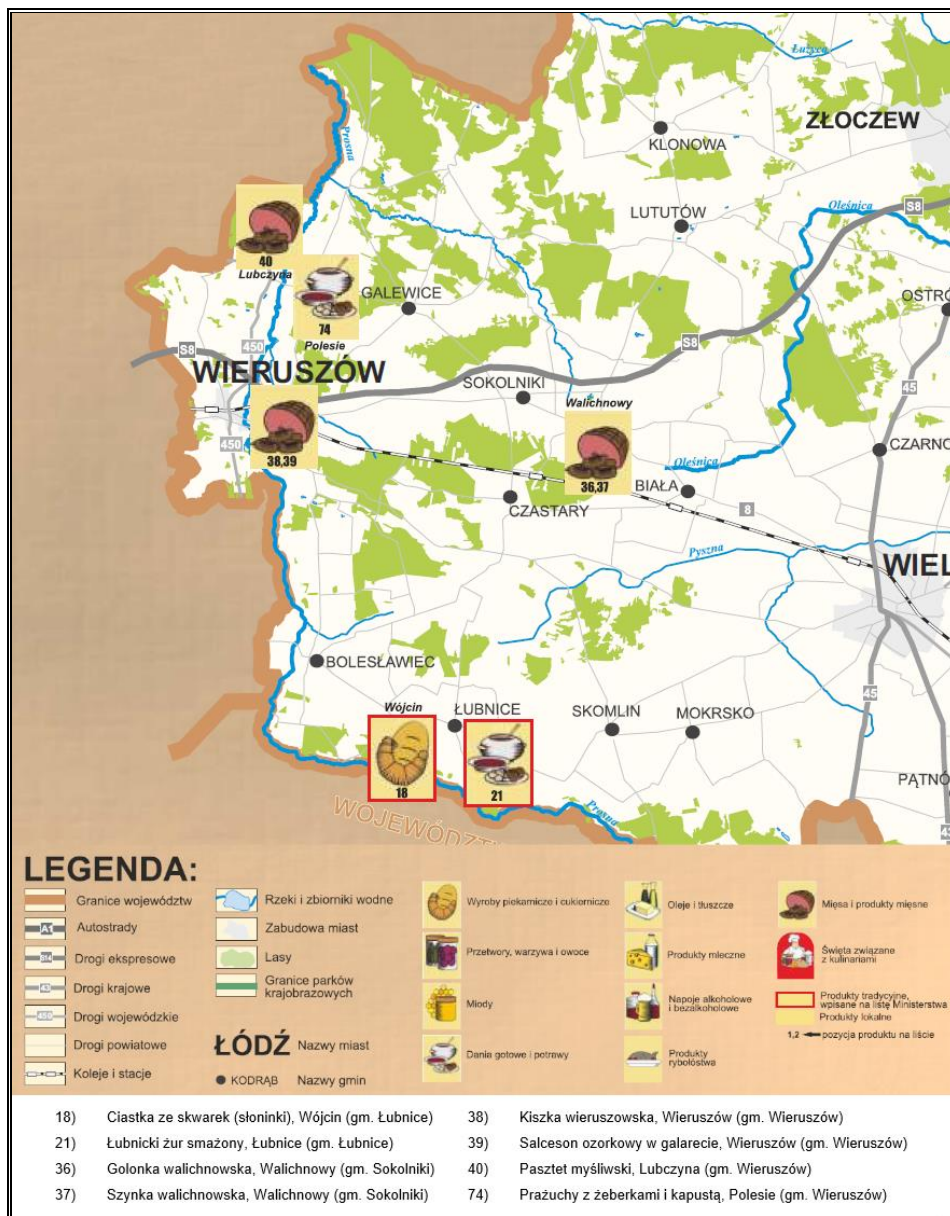 Łużyca
ZŁOCZEW
Prosna
KLONOWA
S8
Oleśnica
LUTUTÓW
40
Lubczyna
GALEWICE
OSTRÓ
74
Polesie
450
S8
S8
WIERUSZÓW
SOKOLNIKI
45
Walichnowy
450
38,39
CZARNO
Oleśnica
36,37
BIAŁA
CZASTARY
8
Pyszna
WIEL
BOLESŁAWIEC
45
Wójcin
ŁUBNICE
SKOMLIN
MOKRSKO
PĄTNÓ
18
21
Prosna
WOJEWÓDZT
43
LEGENDA:
Granice województw
A1 Autostrady
S14 Drogi ekspresowe
43 Drogi krajowe
450 Drogi wojewódzkie
Drogi powiatowe
Koleje i stacje
Rzeki i zbiorniki wodne
Zabudowa miast
Lasy
Granice parków
krajobrazowych
ŁÓDŹ Nazwy miast
KODRĄB Nazwy gmin
Wyroby piekarnicze i cukiernicze
Przetwory, warzywa i owoce
Miody
Dania gotowe i potrawy
Oleje i tłuszcze
Produkty mleczne
Napoje alkoholowe
i bezalkoholowe
Produkty
rybołóstwa
Mięsa i produkty mięsne
Święta związane
z kulinariami
Produkty tradycyjne,
wpisane na listę Ministerstwa
Produkty lokalne
1,2 pozycja produktu na liście
18) Ciastka ze skwarek (słoninki), Wójcin (gm. Łubnice)
21) Łubnicki żur smażony, Łubnice (gm. Łubnice)
36) Golonka walichnowska, Walichnowy (gm. Sokolniki)
37) Szynka walichnowska, Walichnowy (gm. Sokolniki)
38) Kiszka wieruszowska, Wieruszów (gm. Wieruszów)
39) Salceson ozorkowy w galarecie, Wieruszów (gm. Wieruszów)
40) Pasztet myśliwski, Lubczyna (gm. Wieruszów)
74) Prażuchy z żeberkami i kapustą, Polesie (gm. Wieruszów)